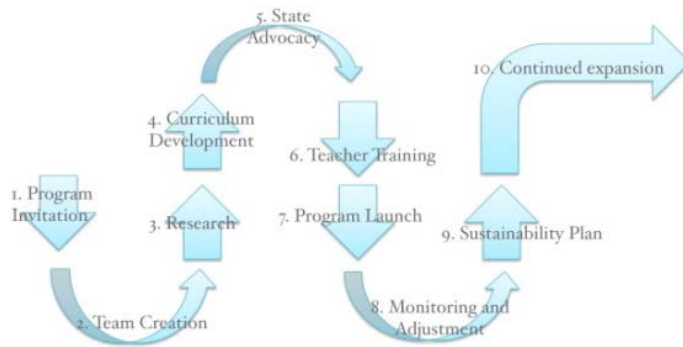 1. Program
Invitation
2. Team Creation
3. Research
4. Curriculum
Development
5. State
Advocacy
6. Teacher Training
7. Program Launch
8. Monitoring and
Adjustment
9. Sustainability Plan
10. Continued expansion